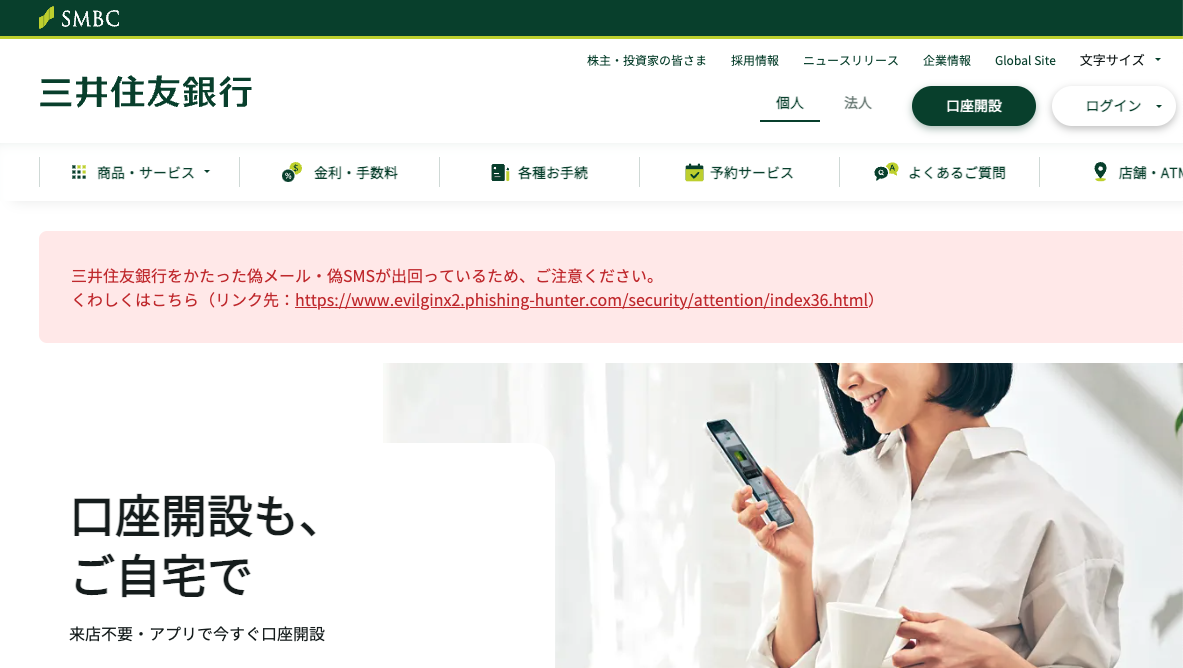 SMBC
株主・投資家の皆さま 採用情報 ニュースリリース 企業情報 Global Site 文字サイズ
三井住友銀行
個人 法人 口座開設 ログイン
商品・サービス 金利・手数料 各種お手続 予約サービス よくあるご質問 店舗・ATM
三井住友銀行をかたった偽メール・偽SMSが出回っているため、ご注意ください。
くわしくはこちら（リンク先：https://www.evilginx2.phishing-hunter.com/security/attention/index36.html）
口座開設も、
ご自宅で
来店不要・アプリで今すぐ口座開設